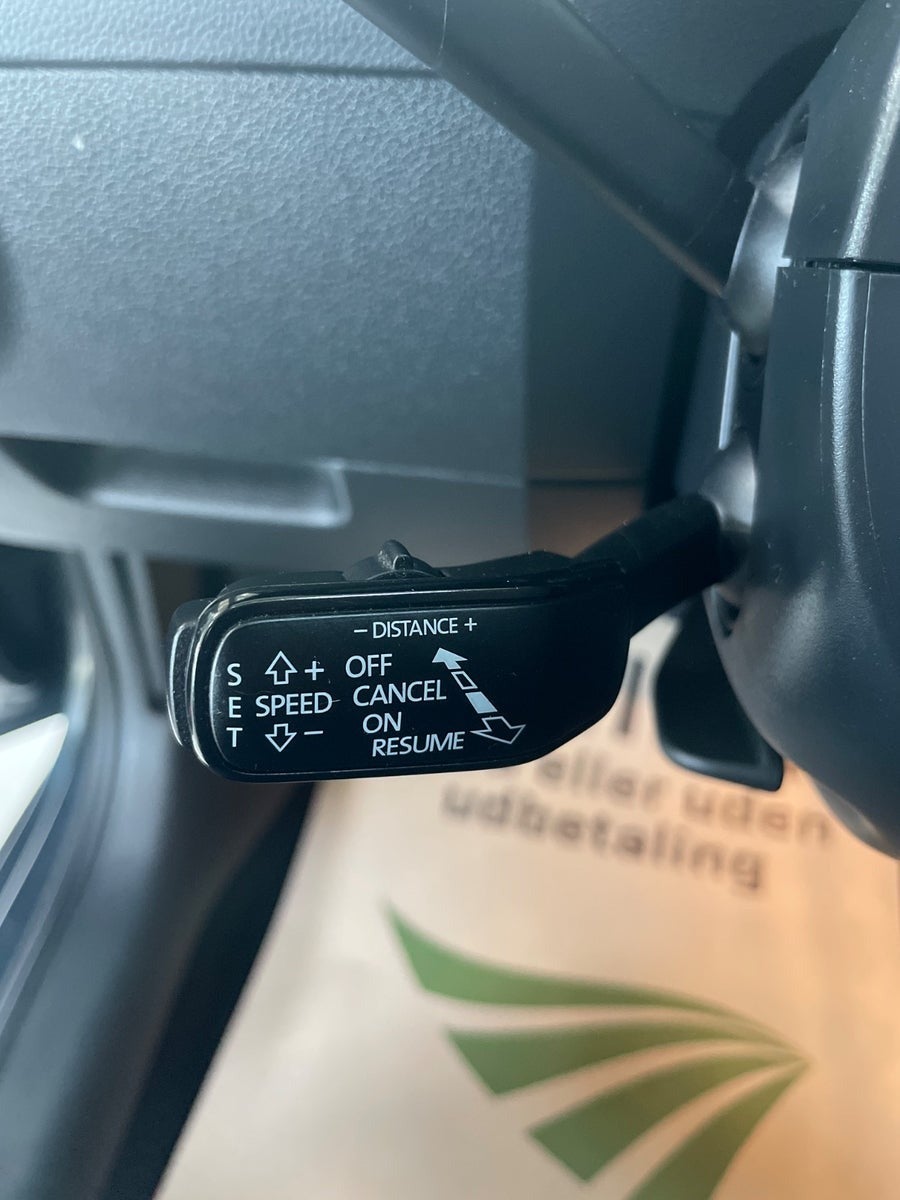 − DISTANCE +
S + OFF
E SPEED CANCEL
T − ON
RESUME
eller uden
udbetaling